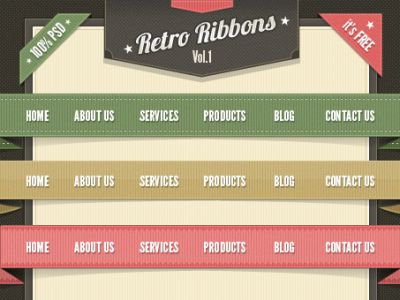 100% PSD
Retro Ribbons
Vol.1
it's FREE
HOME ABOUT US SERVICES PRODUCTS BLOG CONTACT US
HOME ABOUT US SERVICES PRODUCTS BLOG CONTACT US
HOME ABOUT US SERVICES PRODUCTS BLOG CONTACT US